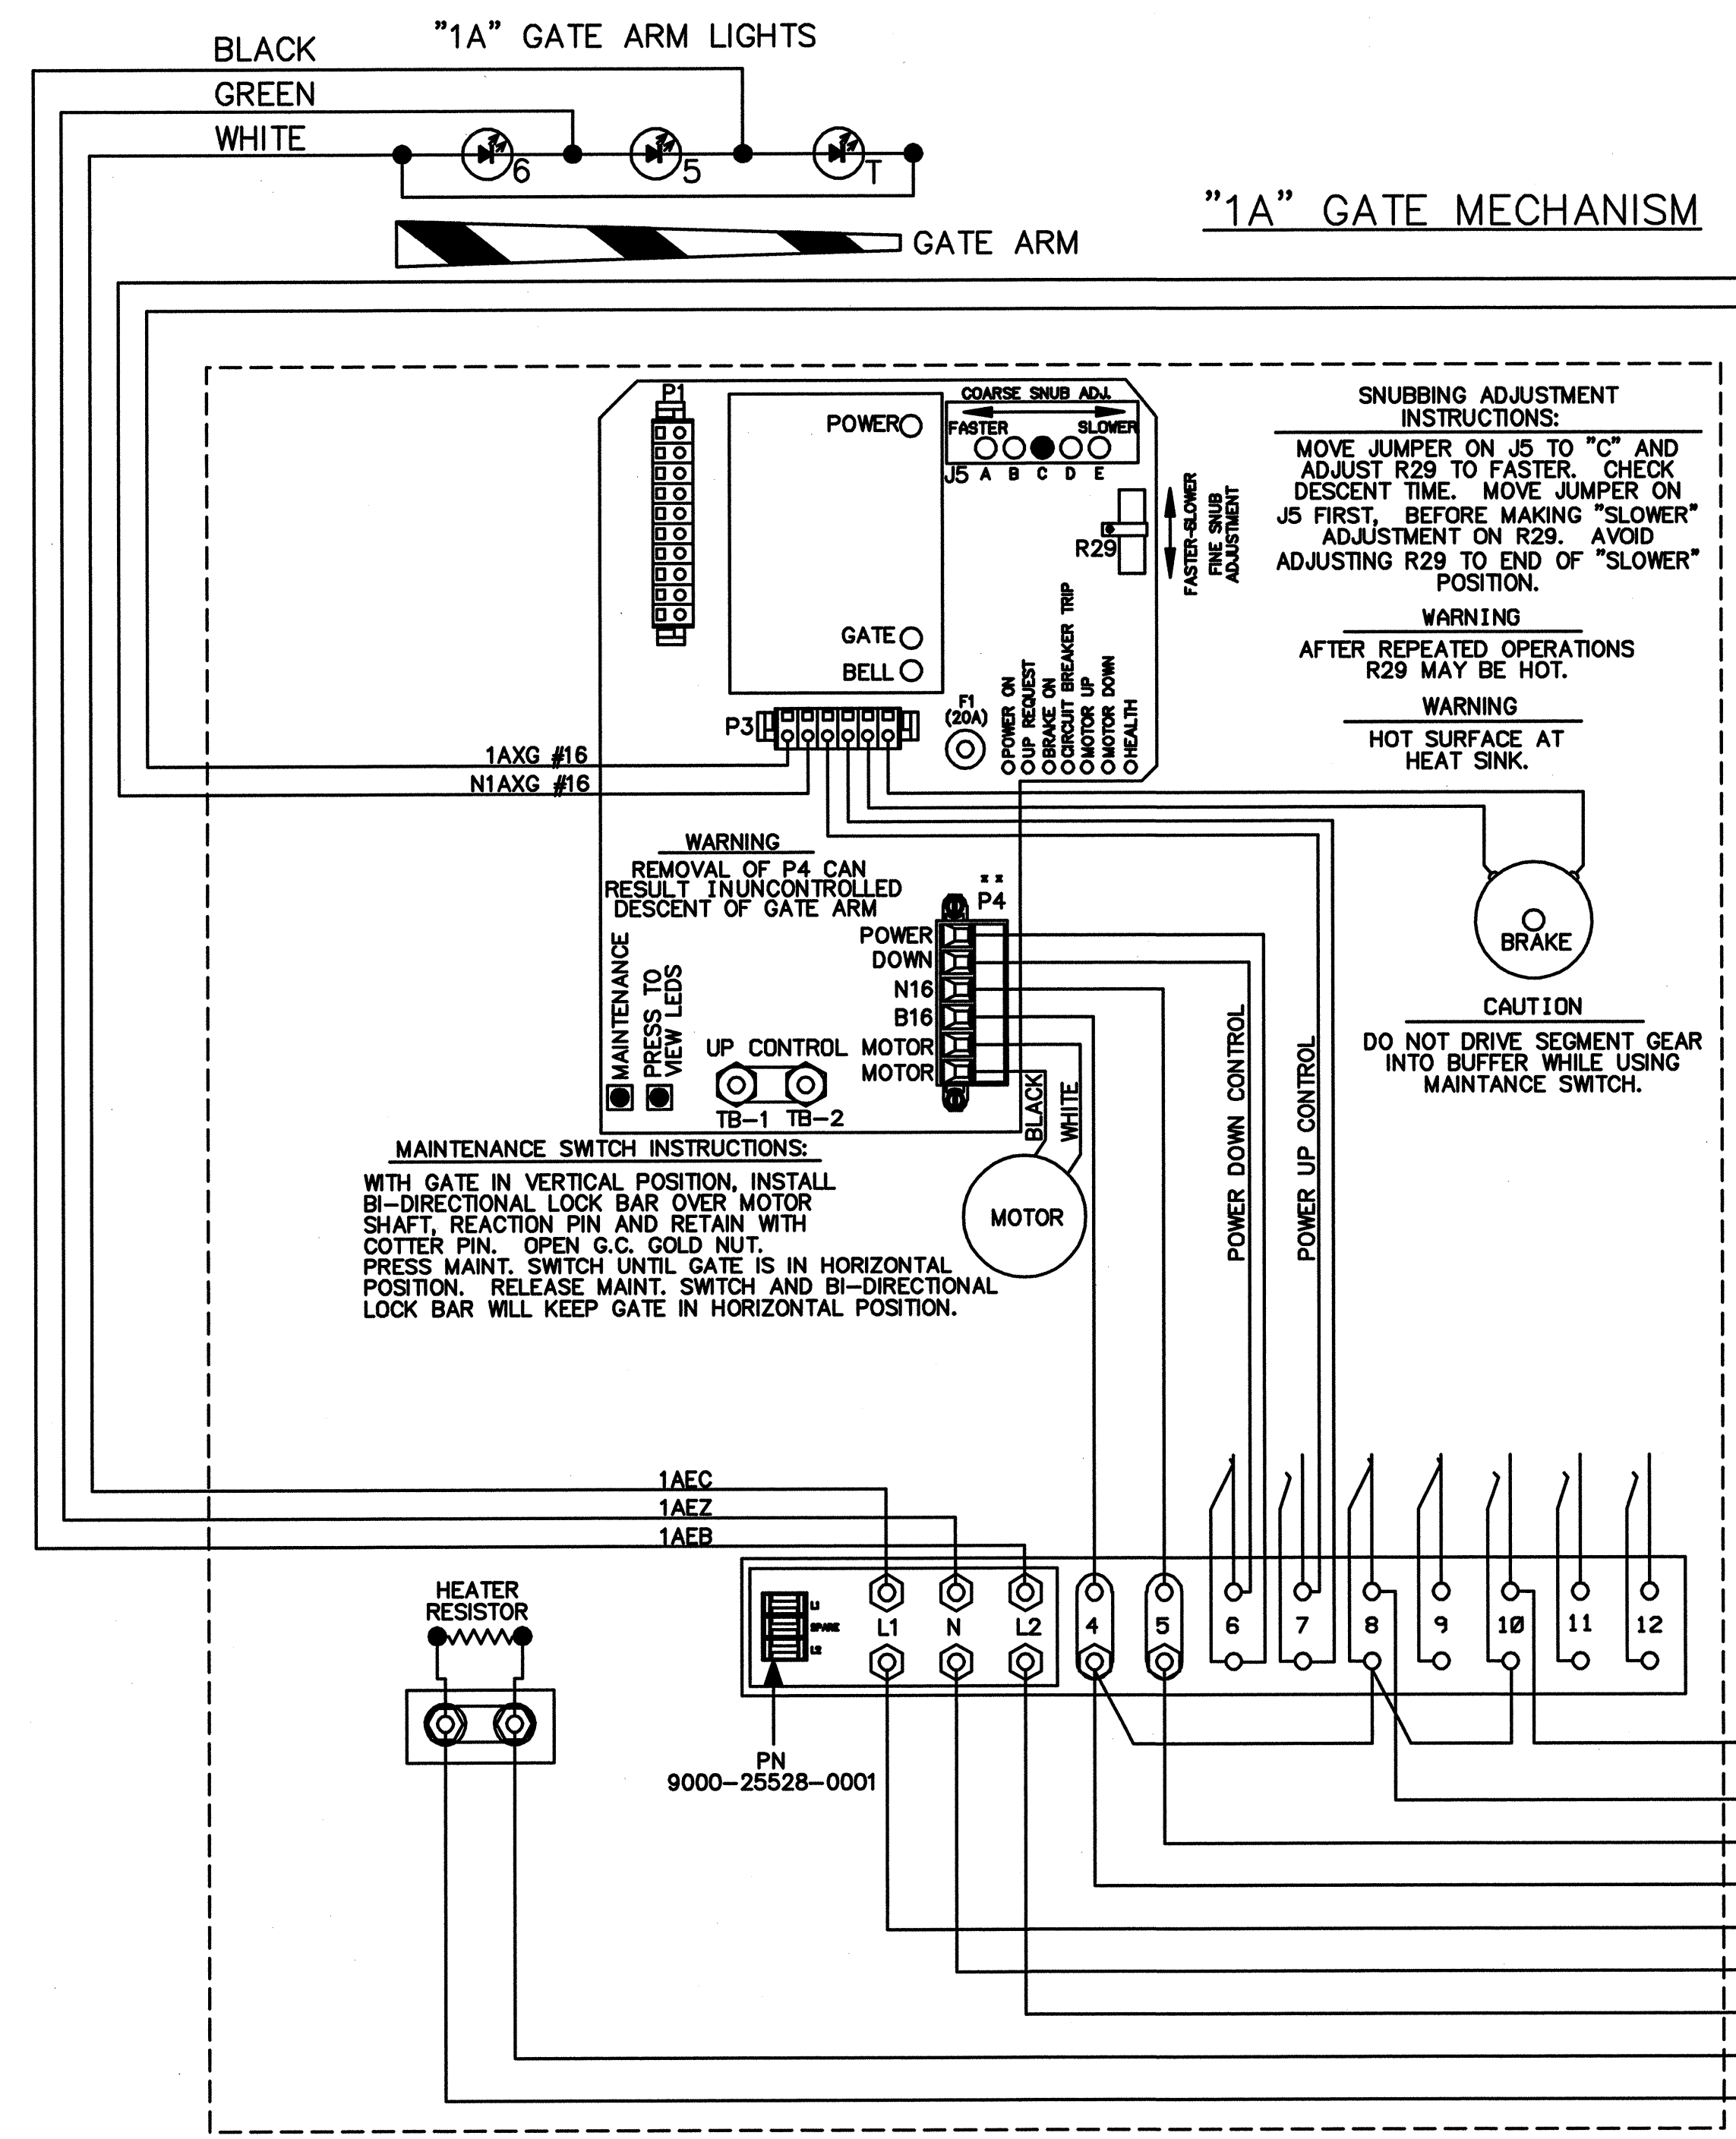 "1A" GATE ARM LIGHTS
BLACK
GREEN
WHITE
6
5
T
GATE ARM
"1A" GATE MECHANISM
P1
POWER
COARSE SNUB ADJ.
FASTER
SLOWER
J5 A B C D E
R29
FASTER-SLOWER
FINE SNUB
ADJUSTMENT
GATE
BELL
P3
F1
(20A)
POWER ON
UP REQUEST
BRAKE ON
CIRCUIT BREAKER TRIP
MOTOR UP
MOTOR DOWN
HEALTH
SNUBBING ADJUSTMENT
INSTRUCTIONS:
MOVE JUMPER ON J5 TO "C" AND
ADJUST R29 TO FASTER. CHECK
DESCENT TIME. MOVE JUMPER ON
J5 FIRST, BEFORE MAKING "SLOWER"
ADJUSTMENT ON R29. AVOID
ADJUSTING R29 TO END OF "SLOWER"
POSITION.
WARNING
AFTER REPEATED OPERATIONS
R29 MAY BE HOT.
WARNING
HOT SURFACE AT
HEAT SINK.
1AXG #16
N1AXG #16
WARNING
REMOVAL OF P4 CAN
RESULT INUNCONTROLLED
DESCENT OF GATE ARM
MAINTENANCE
PRESS TO
VIEW LEDS
** 
P4
POWER
DOWN
N16
B16
UP CONTROL
MOTOR
MOTOR
TB-1
TB-2
BLACK
WHITE
MOTOR
BRAKE
CAUTION
DO NOT DRIVE SEGMENT GEAR
INTO BUFFER WHILE USING
MAINTANCE SWITCH.
POWER DOWN CONTROL
POWER UP CONTROL
MAINTENANCE SWITCH INSTRUCTIONS:
WITH GATE IN VERTICAL POSITION, INSTALL
BI-DIRECTIONAL LOCK BAR OVER MOTOR
SHAFT, REACTION PIN AND RETAIN WITH
COTTER PIN. OPEN G.C. GOLD NUT.
PRESS MAINT. SWITCH UNTIL GATE IS IN HORIZONTAL
POSITION. RELEASE MAINT. SWITCH AND BI-DIRECTIONAL
LOCK BAR WILL KEEP GATE IN HORIZONTAL POSITION.
1AEC
1AEZ
1AEB
HEATER
RESISTOR
L1
SPARE
L2
L1 N L2 4 5 6 7 8 9 10 11 12
PN
9000-25528-0001